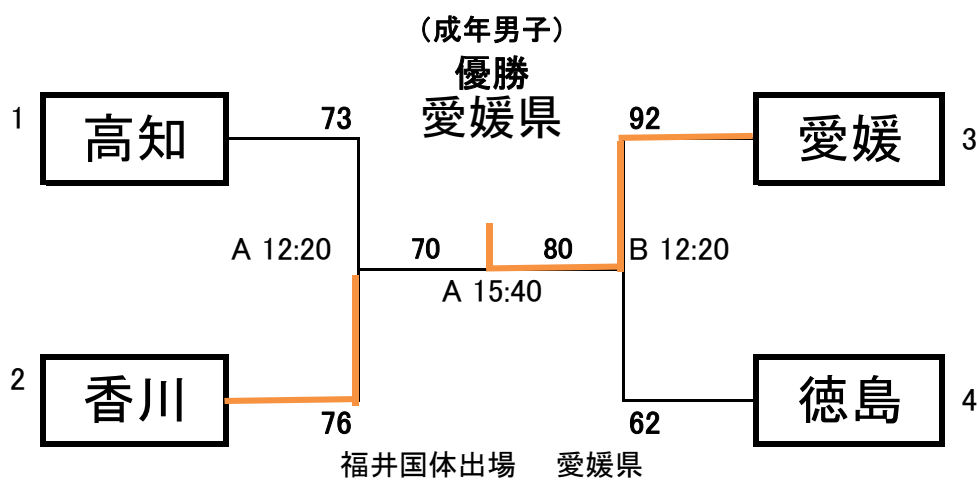 （成年男子）
優勝
愛媛県
1 高知 73 92 愛媛 3
A 12:20 70 80 B 12:20
A 15:40
2 香川 76 62 徳島 4
福井国体出場 愛媛県